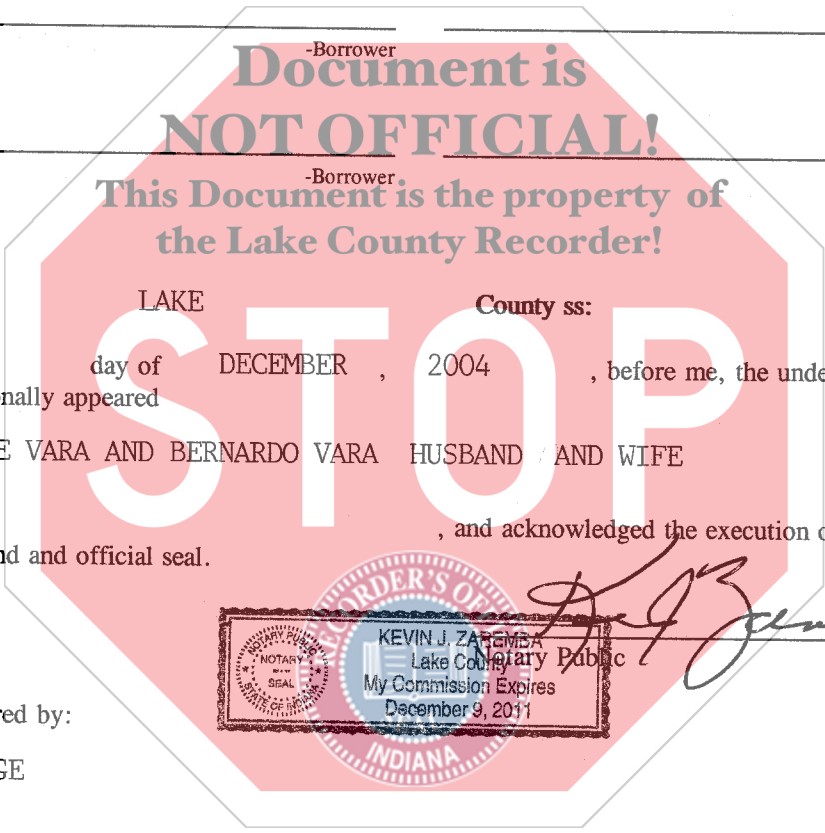 -Borrower
Document is
NOT OFFICIAL!
-Borrower
This Document is the property of
the Lake County Recorder!
LAKE County ss:
STOP
day of DECEMBER , 2004 , before me, the unde
nally appeared
E VARA AND BERNARDO VARA HUSBAND AND WIFE
, and acknowledged the execution o
nd and official seal.
RECORDER'S OF
NOTARY PUBLIC
NOTARY
SEAL
STATE OF INDIANA
KEVIN J. ZAREMBA
Lake County
My Commission Expires
December 9, 2011
Notary Public
INDIANA
red by:
GE